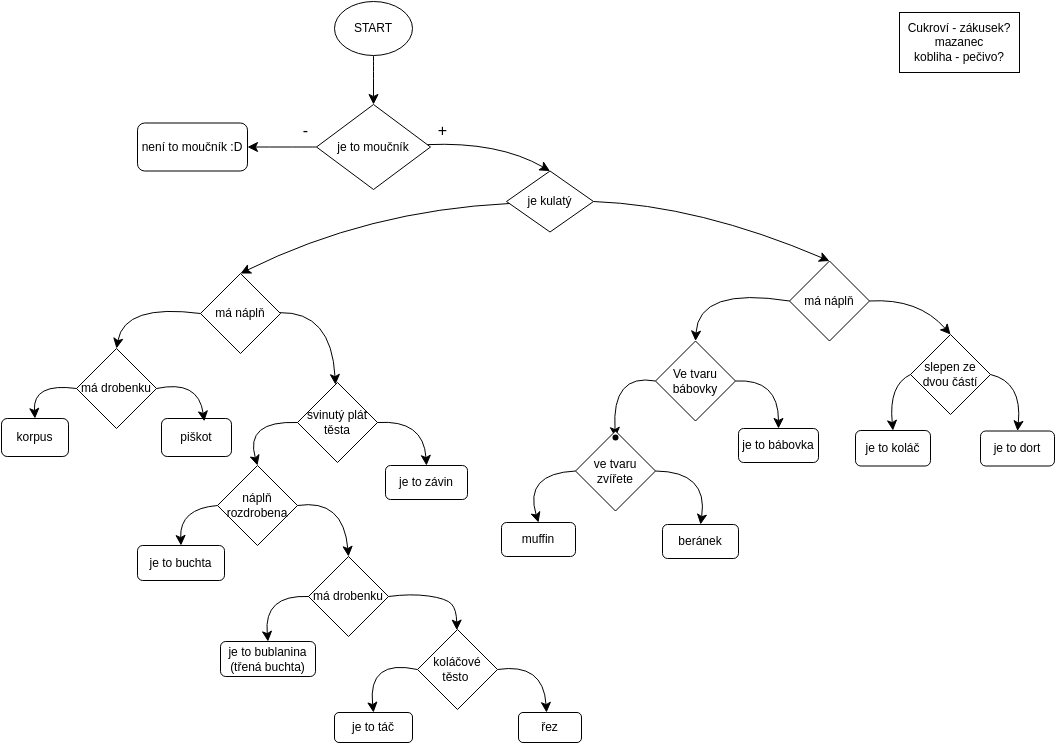 START
Cukroví - zákusek?
mazanec
kobliha - pečivo?
-
+
není to moučník :D
je to moučník
je kulatý
má náplň
má náplň
má drobenku
svinutý plát
těsta
Ve tvaru
bábovky
slepen ze
dvou částí
korpus
piškot
je to závin
je to bábovka
je to koláč
je to dort
náplň
rozdrobena
ve tvaru
zvířete
je to buchta
muffin
beránek
má drobenku
je to bublanina
(třená buchta)
koláčové
těsto
je to táč
řez